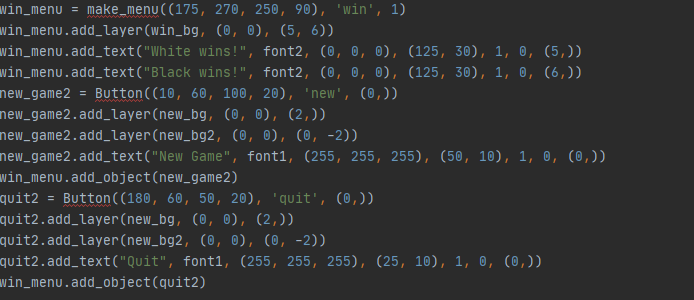 win_menu = make_menu((175, 270, 250, 90), 'win', 1)
win_menu.add_layer(win_bg, (0, 0), (5, 6))
win_menu.add_text("White wins!", font2, (0, 0, 0), (125, 30), 1, 0, (5,))
win_menu.add_text("Black wins!", font2, (0, 0, 0), (125, 30), 1, 0, (6,))
new_game2 = Button((10, 60, 100, 20), 'new', (0,))
new_game2.add_layer(new_bg, (0, 0), (2,))
new_game2.add_layer(new_bg2, (0, 0), (0, -2))
new_game2.add_text("New Game", font1, (255, 255, 255), (50, 10), 1, 0, (0,))
win_menu.add_object(new_game2)
quit2 = Button((180, 60, 50, 20), 'quit', (0,))
quit2.add_layer(new_bg, (0, 0), (2,))
quit2.add_layer(new_bg2, (0, 0), (0, -2))
quit2.add_text("Quit", font1, (255, 255, 255), (25, 10), 1, 0, (0,))
win_menu.add_object(quit2)